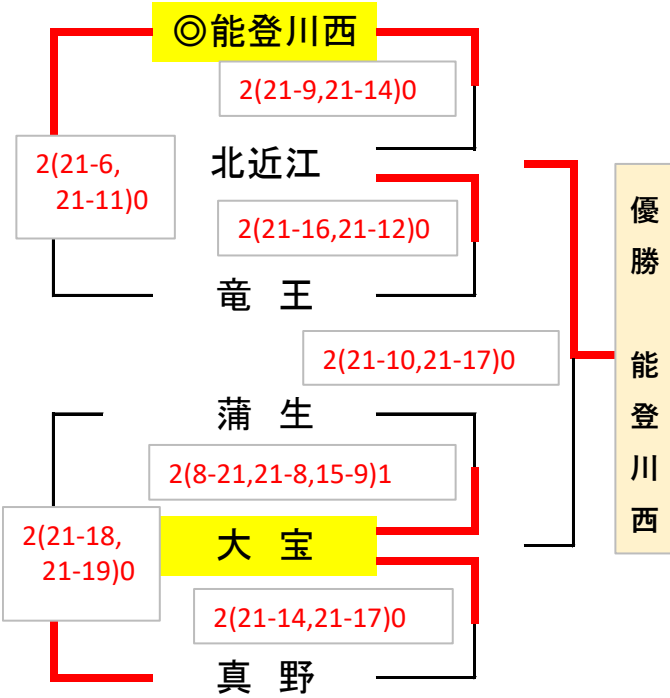 ◎能登川西
2(21-9,21-14)0
2(21-6,
21-11)0
北近江
2(21-16,21-12)0
竜 王
優勝 能登川西
2(21-10,21-17)0
蒲 生
2(8-21,21-8,15-9)1
2(21-18,
21-19)0
大 宝
2(21-14,21-17)0
真 野